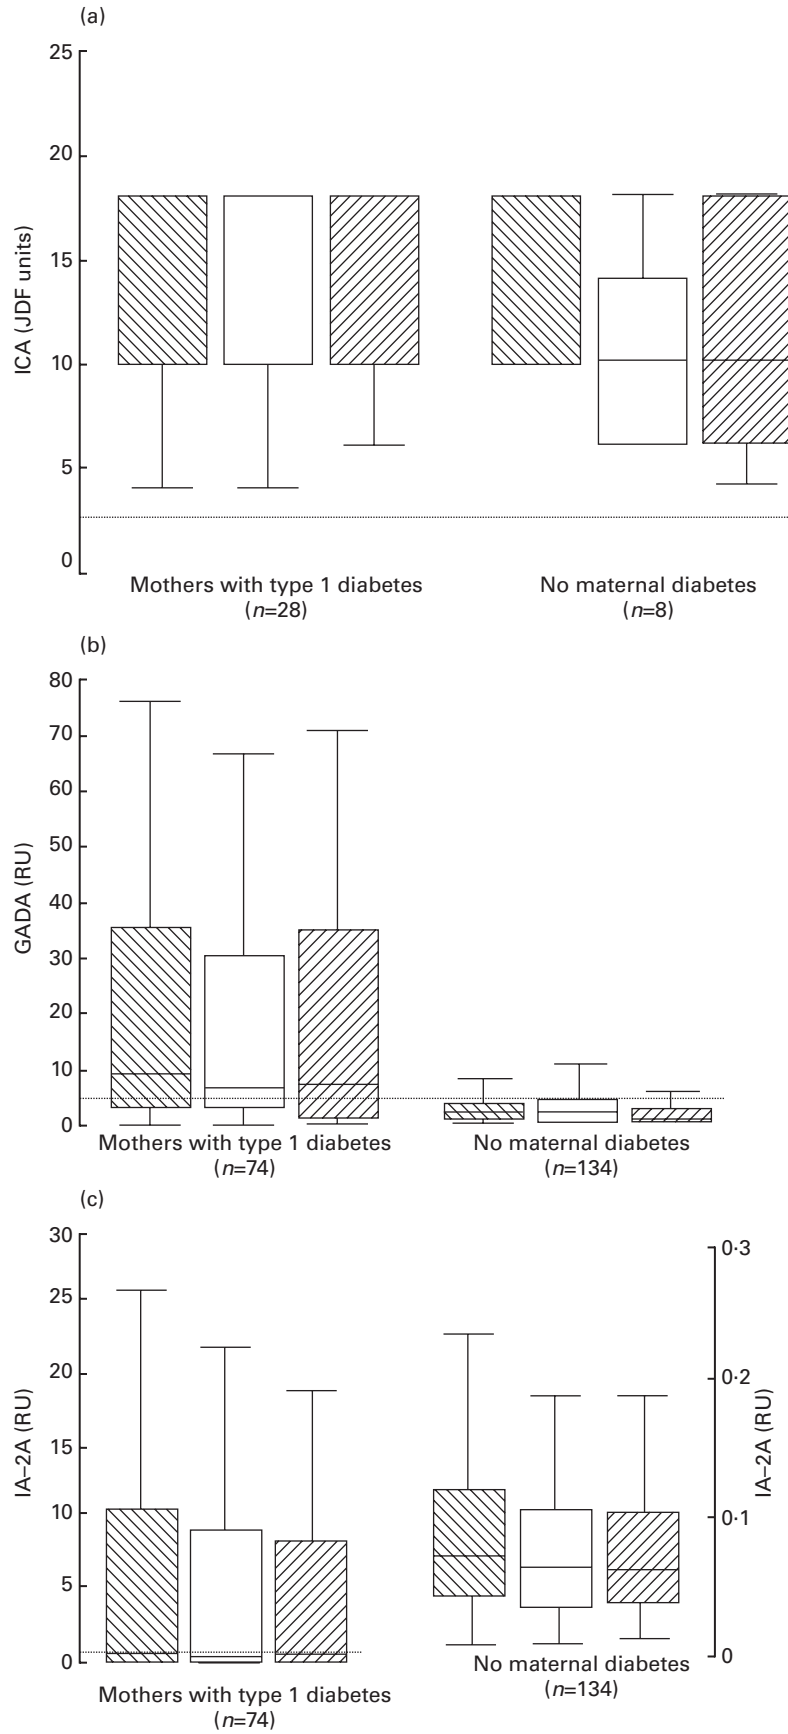 (a)
25
20
15
10
5
0
ICA (JDF units)
Mothers with type 1 diabetes
(n=28)
No maternal diabetes
(n=8)
(b)
80
70
60
50
40
30
20
10
0
GADA (RU)
Mothers with type 1 diabetes
(n=74)
No maternal diabetes
(n=134)
(c)
30
25
20
15
10
5
0
IA–2A (RU)
0·3
0·2
0·1
0
IA–2A (RU)
Mothers with type 1 diabetes
(n=74)
No maternal diabetes
(n=134)